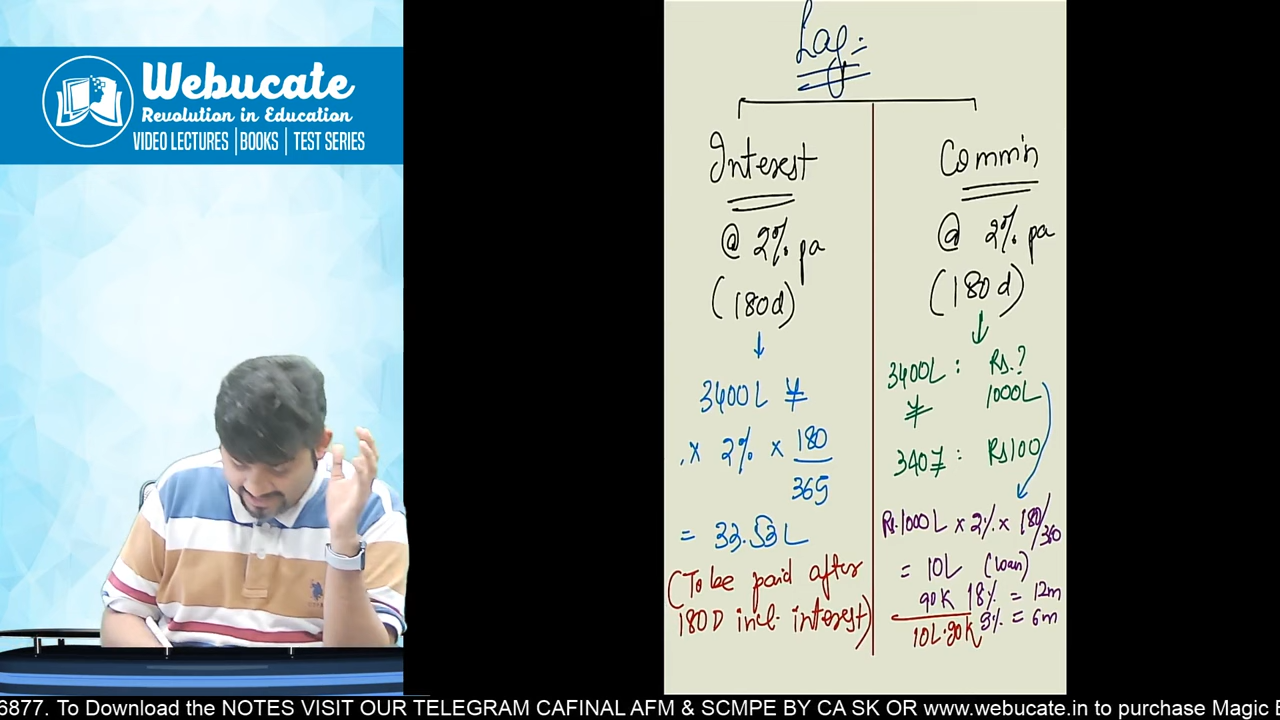 Webucate
Revolution in Education
VIDEO LECTURES | BOOKS | TEST SERIES
Lag:
Interest
@ 2% pa
(180d)
↓
3400L ¥
x 2% x 180/365
= 33.53L
(To be paid after
180D incl. interest)
Comm'n
@ 2% pa
(180d)
↓
3400L ¥ : Rs.? 1000L
340¥ : Rs100
Rs.1000L x 2% x 180/360
= 10L (loan)
90K 18% = 12m
10L.90K 9% = 6m
6877. To Download the NOTES VISIT OUR TELEGRAM CAFINAL AFM & SCMPE BY CA SK OR www.webucate.in to purchase Magic B